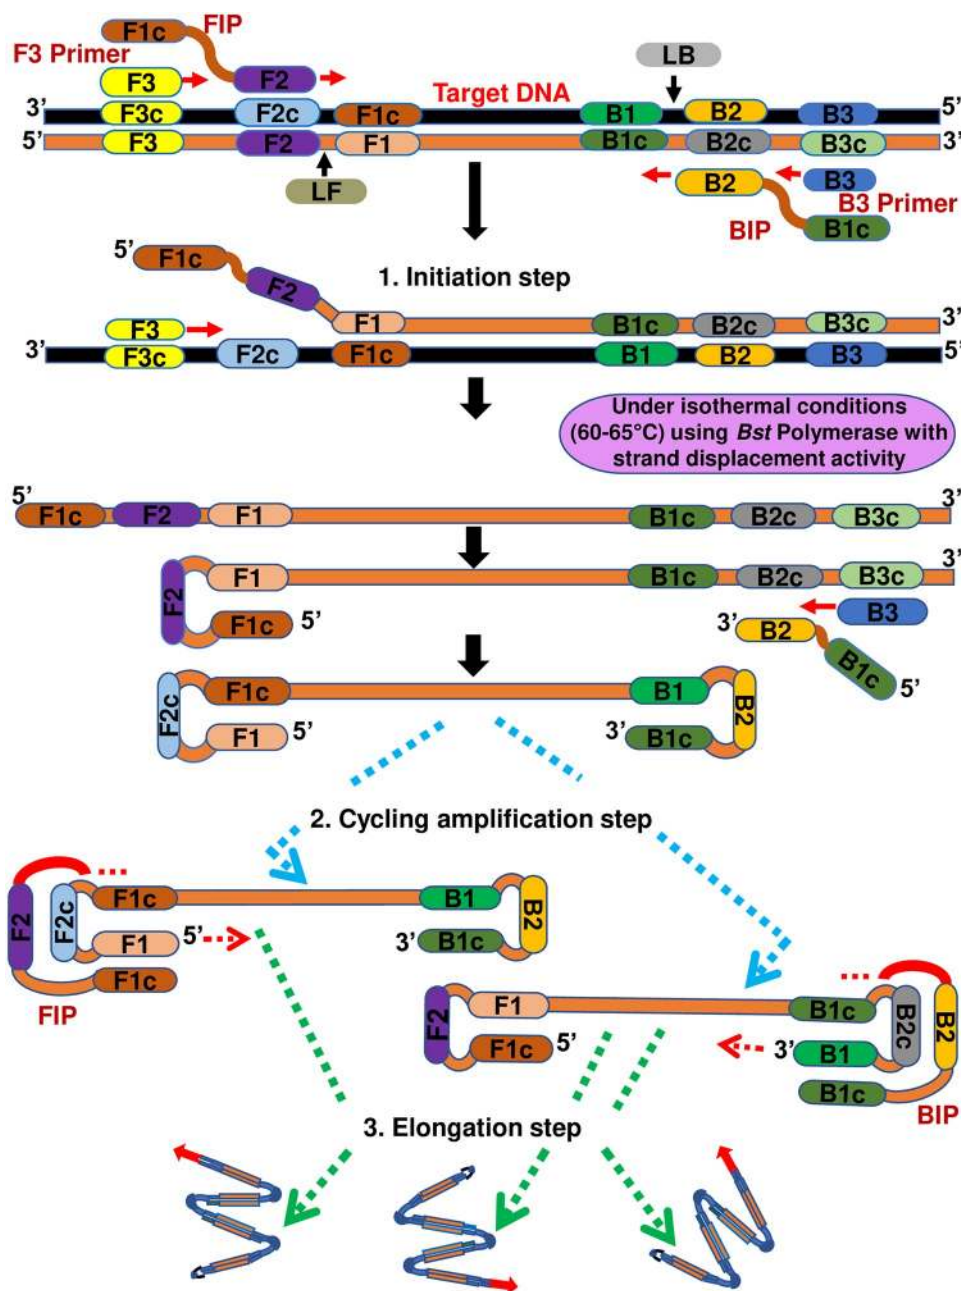 F1c FIP
F3 Primer
F3 F2 LB
Target DNA
3’ F3c F2c F1c B1 B2 B3 5’
5’ F3 F2 F1 B1c B2c B3c 3’
LF B2 B3
B3 Primer
BIP B1c
5’ F1c
F2
1. Initiation step
F3 F1 B1c B2c B3c 3’
3’ F3c F2c F1c B1 B2 B3 5’
Under isothermal conditions
(60-65°C) using Bst Polymerase with
strand displacement activity
5’ 3’
F1c F2 F1 B1c B2c B3c
F2 F1 B1c B2c B3c 3’
F1c 5’ 3’ B2 B3
B1c 5’
F2c F1c B1 B2
F1 5’ 3’ B1c
2. Cycling amplification step
F2 F2c F1c B1 B2
F1 5’ 3’ B1c
F1c
FIP
F2 F1 B1c B2c B2
F1c 5’ 3’ B1
B1c
BIP
3. Elongation step